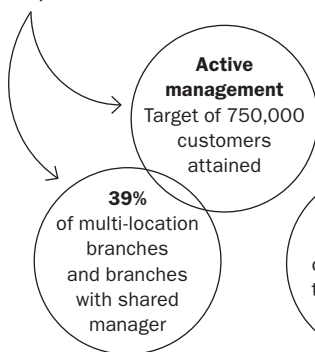 Active
management
Target of 750,000
customers
attained
39%
of multi-location
branches
and branches
with shared
manager